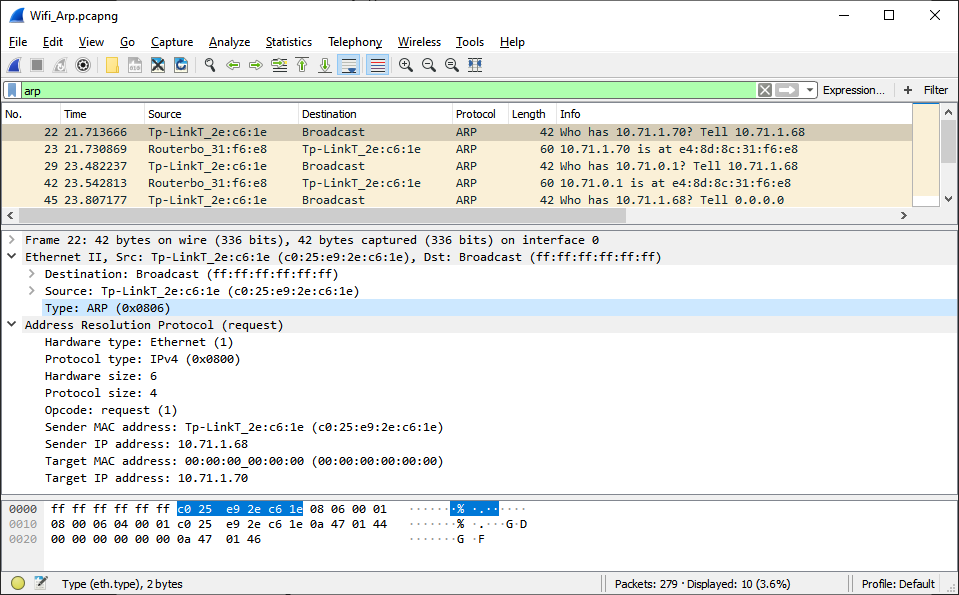 Wifi_Arp.pcapng
File Edit View Go Capture Analyze Statistics Telephony Wireless Tools Help
arp Expression... + Filter
No. Time Source Destination Protocol Length Info
22 21.713666 Tp-LinkT_2e:c6:1e Broadcast ARP 42 Who has 10.71.1.70? Tell 10.71.1.68
23 21.730869 Routerbo_31:f6:e8 Tp-LinkT_2e:c6:1e ARP 60 10.71.1.70 is at e4:8d:8c:31:f6:e8
29 23.482237 Tp-LinkT_2e:c6:1e Broadcast ARP 42 Who has 10.71.0.1? Tell 10.71.1.68
42 23.542813 Routerbo_31:f6:e8 Tp-LinkT_2e:c6:1e ARP 60 10.71.0.1 is at e4:8d:8c:31:f6:e8
45 23.807177 Tp-LinkT_2e:c6:1e Broadcast ARP 42 Who has 10.71.1.68? Tell 0.0.0.0
Frame 22: 42 bytes on wire (336 bits), 42 bytes captured (336 bits) on interface 0
Ethernet II, Src: Tp-LinkT_2e:c6:1e (c0:25:e9:2e:c6:1e), Dst: Broadcast (ff:ff:ff:ff:ff:ff)
Destination: Broadcast (ff:ff:ff:ff:ff:ff)
Source: Tp-LinkT_2e:c6:1e (c0:25:e9:2e:c6:1e)
Type: ARP (0x0806)
Address Resolution Protocol (request)
Hardware type: Ethernet (1)
Protocol type: IPv4 (0x0800)
Hardware size: 6
Protocol size: 4
Opcode: request (1)
Sender MAC address: Tp-LinkT_2e:c6:1e (c0:25:e9:2e:c6:1e)
Sender IP address: 10.71.1.68
Target MAC address: 00:00:00_00:00:00 (00:00:00:00:00:00)
Target IP address: 10.71.1.70
0000 ff ff ff ff ff ff c0 25 e9 2e c6 1e 08 06 00 01 ·······% ·.······
0010 08 00 06 04 00 01 c0 25 e9 2e c6 1e 0a 47 01 44 ·······% ·.···G·D
0020 00 00 00 00 00 00 0a 47 01 46 ·······G ·F
Type (eth.type), 2 bytes Packets: 279 · Displayed: 10 (3.6%) Profile: Default